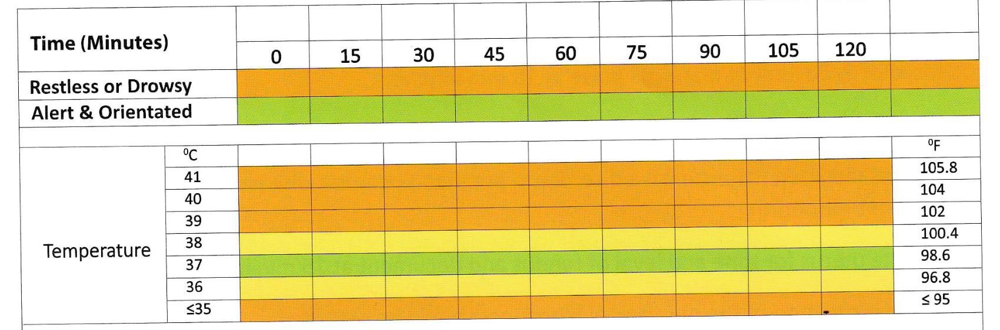 Time (Minutes)
0 15 30 45 60 75 90 105 120
Restless or Drowsy
Alert & Orientated
⁰C ⁰F
41 105.8
40 104
39 102
38 100.4
Temperature
37 98.6
36 96.8
≤35 ≤ 95